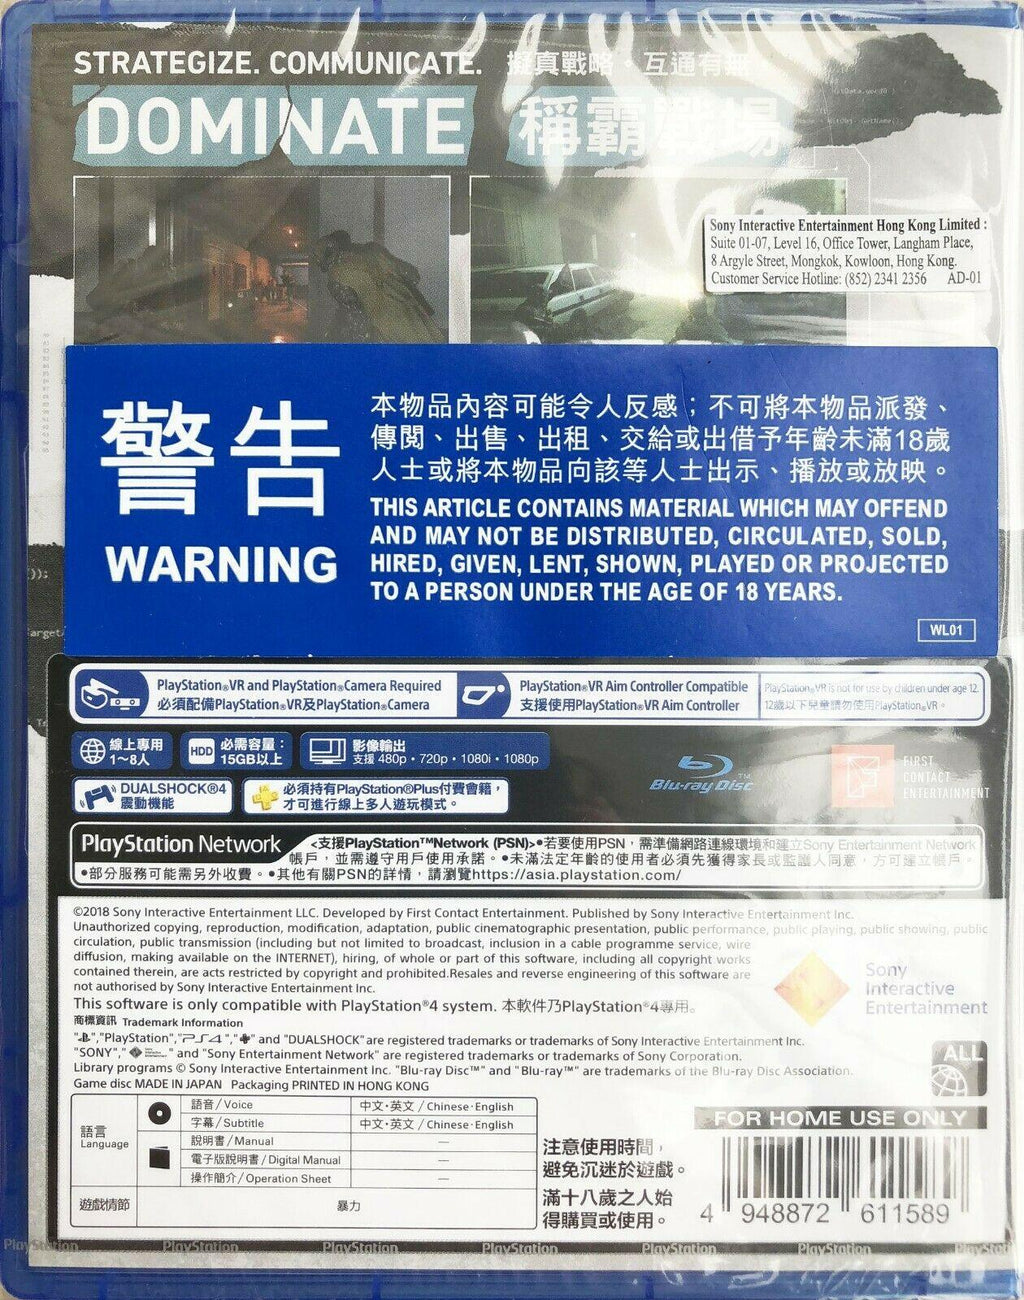 STRATEGIZE. COMMUNICATE. 擬真戰略。互通有無。
DOMINATE 稱霸戰場
Sony Interactive Entertainment Hong Kong Limited :
Suite 01-07, Level 16, Office Tower, Langham Place,
8 Argyle Street, Mongkok, Kowloon, Hong Kong.
Customer Service Hotline: (852) 2341 2356 AD-01
警告
WARNING
本物品內容可能令人反感；不可將本物品派發、
傳閱、出售、出租、交給或出借予年齡未滿18歲
人士或將本物品向該等人士出示、播放或放映。
THIS ARTICLE CONTAINS MATERIAL WHICH MAY OFFEND
AND MAY NOT BE DISTRIBUTED, CIRCULATED, SOLD,
HIRED, GIVEN, LENT, SHOWN, PLAYED OR PROJECTED
TO A PERSON UNDER THE AGE OF 18 YEARS.
WL01
PlayStation®VR and PlayStation®Camera Required
必須配備PlayStation®VR及PlayStation®Camera
PlayStation®VR Aim Controller Compatible
支援使用PlayStation®VR Aim Controller
PlayStation®VR is not for use by children under age 12.
12歲以下兒童請勿使用PlayStation®VR。
線上專用
1～8人
HDD 必需容量：
15GB以上
影像輸出
支援 480p・720p・1080i・1080p
DUALSHOCK®4
震動機能
必須持有PlayStation®Plus付費會籍，
才可進行線上多人遊玩模式。
Blu-ray Disc™
FIRST
CONTACT
ENTERTAINMENT
PlayStation Network
<支援PlayStation™Network (PSN)>●若要使用PSN，需準備網路連線環境和建立Sony Entertainment Network
帳戶，並需遵守用戶使用承諾。●未滿法定年齡的使用者必須先獲得家長或監護人同意，方可建立帳戶。
●部分服務可能需另外收費。●其他有關PSN的詳情，請瀏覽https://asia.playstation.com/
©2018 Sony Interactive Entertainment LLC. Developed by First Contact Entertainment. Published by Sony Interactive Entertainment Inc.
Unauthorized copying, reproduction, modification, adaptation, public cinematographic presentation, public performance, public playing, public showing, public
circulation, public transmission (including but not limited to broadcast, inclusion in a cable programme service, wire
diffusion, making available on the INTERNET), hiring, of whole or part of this software, including all copyright works
contained therein, are acts restricted by copyright and prohibited.Resales and reverse engineering of this software are
not authorised by Sony Interactive Entertainment Inc.
This software is only compatible with PlayStation®4 system. 本軟件乃PlayStation®4專用。
Sony
Interactive
Entertainment
商標資訊 Trademark Information
" ","PlayStation","PS4"," " and "DUALSHOCK"are registered trademarks or trademarks of Sony Interactive Entertainment Inc.
"SONY"," " and "Sony Entertainment Network" are registered trademarks or trademarks of Sony Corporation.
Library programs © Sony Interactive Entertainment Inc. "Blu-ray Disc™" and "Blu-ray™" are trademarks of the Blu-ray Disc Association.
Game disc MADE IN JAPAN Packaging PRINTED IN HONG KONG
ALL
FOR HOME USE ONLY
語言
Language
語音 / Voice 中文・英文 / Chinese·English
字幕 / Subtitle 中文・英文 / Chinese·English
說明書 / Manual —
電子版說明書 / Digital Manual —
操作簡介 / Operation Sheet —
遊戲情節 暴力
注意使用時間，
避免沉迷於遊戲。
滿十八歲之人始
得購買或使用。
4 948872 611589
PlayStation PlayStation PlayStation PlayStation PlayStation PlayStation